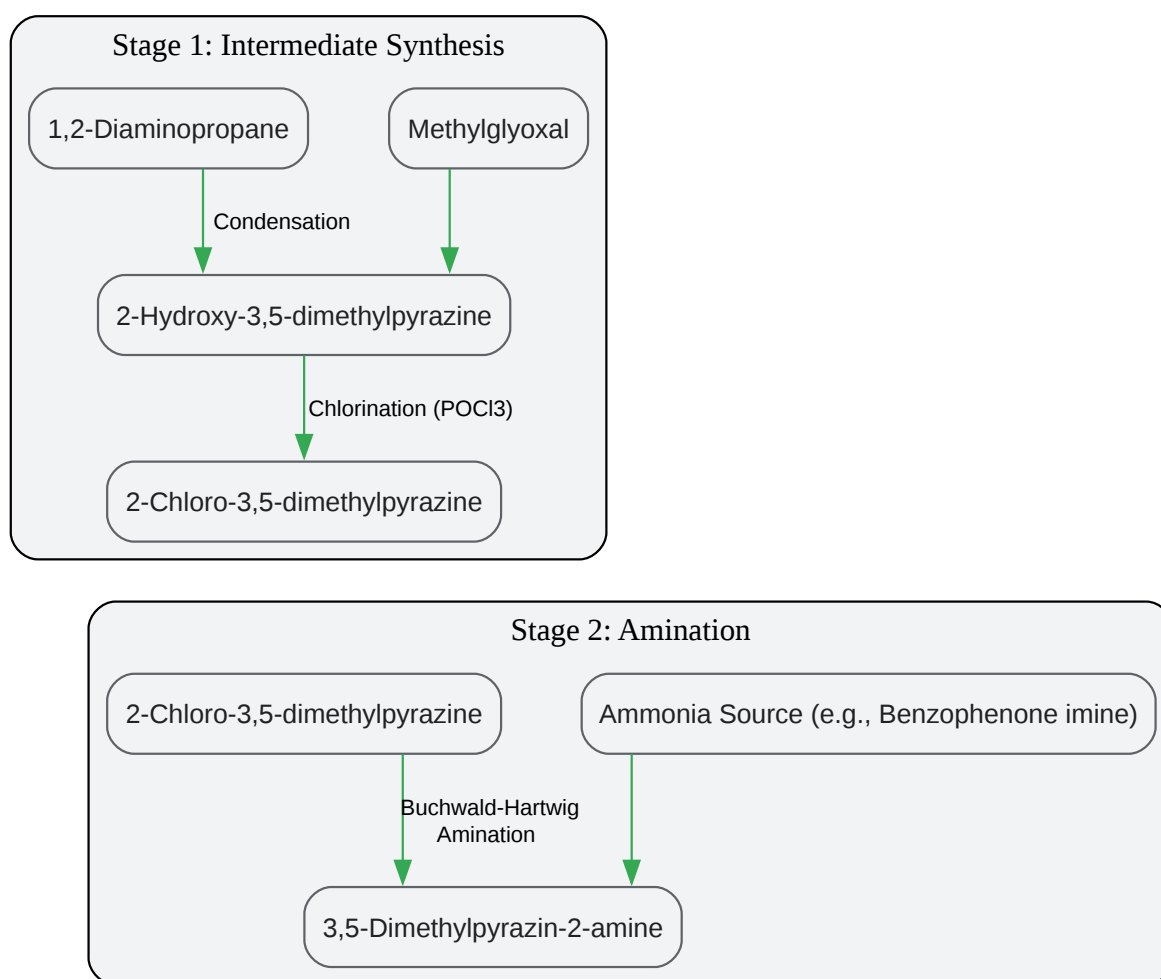 Stage 1: Intermediate Synthesis
1,2-Diaminopropane
Methylglyoxal
Condensation
2-Hydroxy-3,5-dimethylpyrazine
Chlorination (POCl3)
2-Chloro-3,5-dimethylpyrazine
Stage 2: Amination
2-Chloro-3,5-dimethylpyrazine
Ammonia Source (e.g., Benzophenone imine)
Buchwald-Hartwig
Amination
3,5-Dimethylpyrazin-2-amine